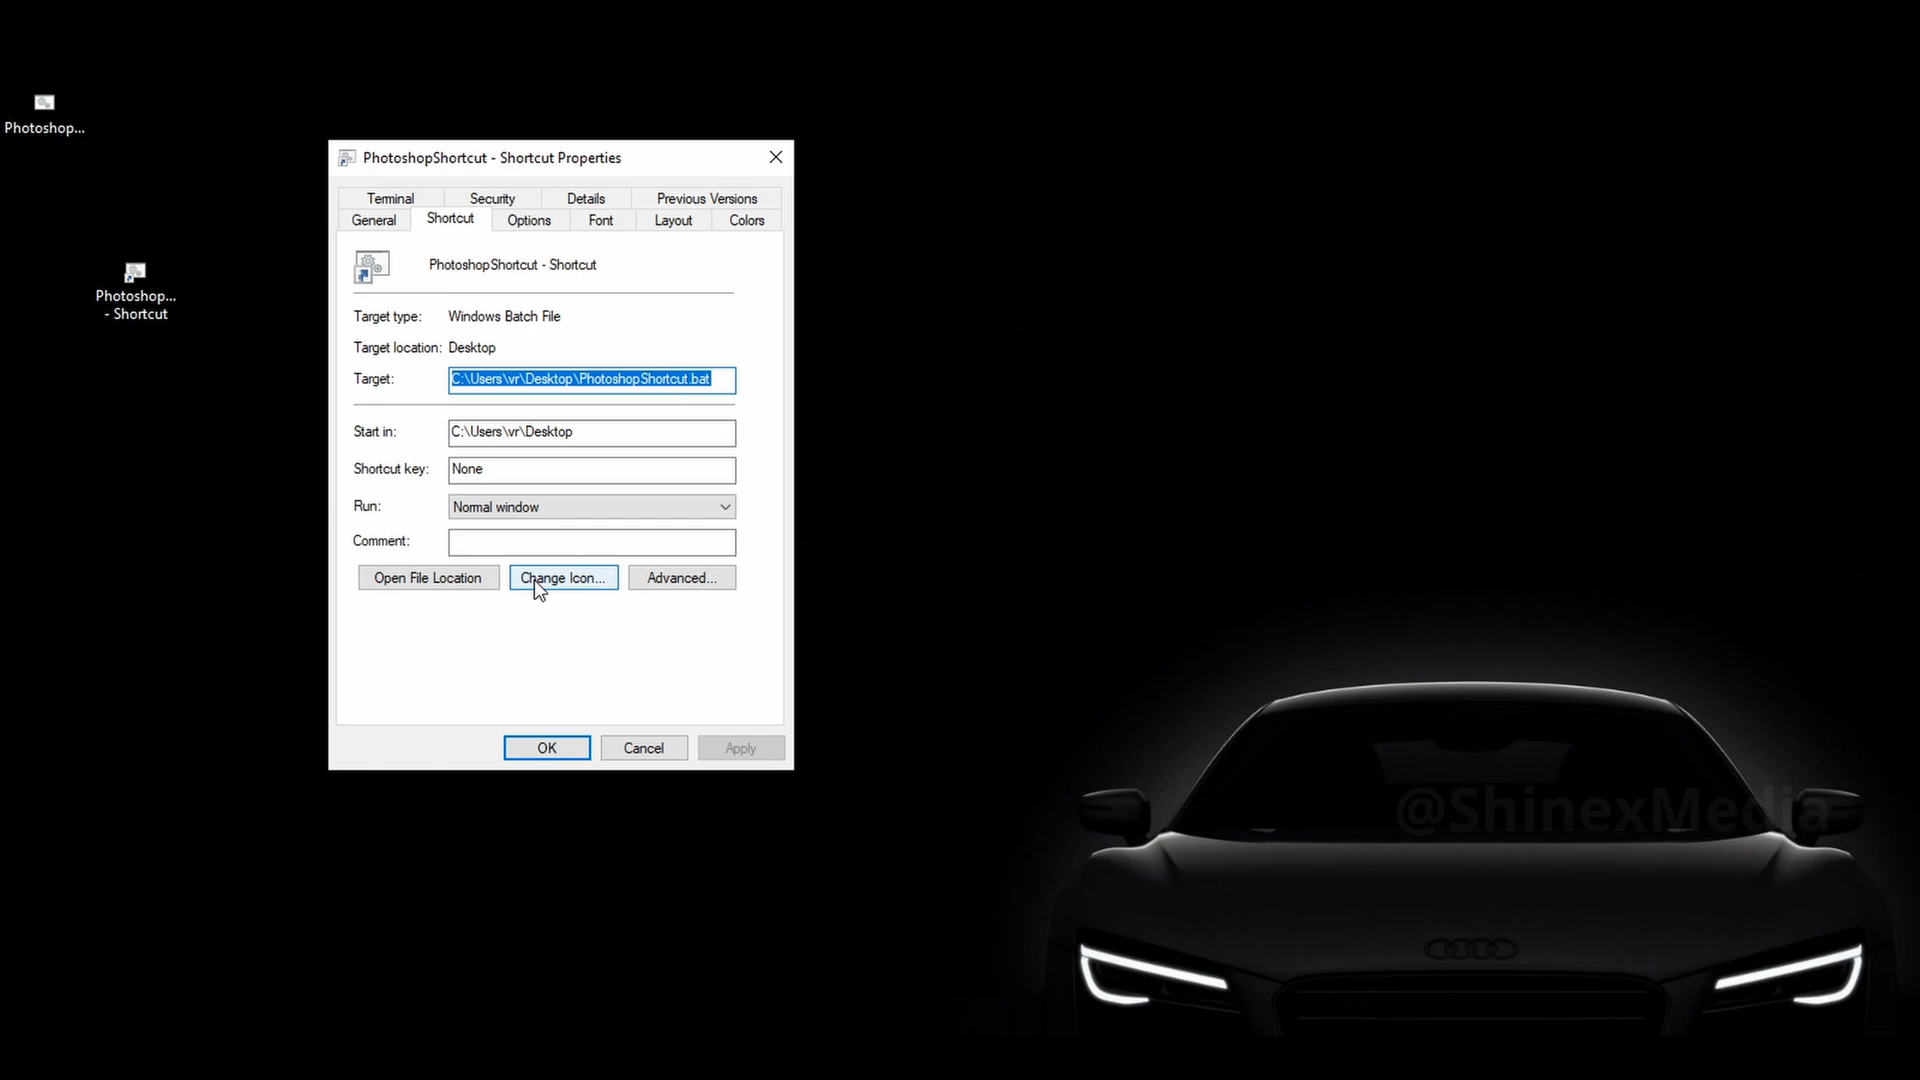 Photoshop...
Photoshop...
- Shortcut
PhotoshopShortcut - Shortcut Properties
Terminal Security Details Previous Versions
General Shortcut Options Font Layout Colors
PhotoshopShortcut - Shortcut
Target type: Windows Batch File
Target location: Desktop
Target: C:\Users\vr\Desktop\PhotoshopShortcut.bat
Start in: C:\Users\vr\Desktop
Shortcut key: None
Run: Normal window
Comment:
Open File Location Change Icon... Advanced...
OK Cancel Apply
@ShinexMedia